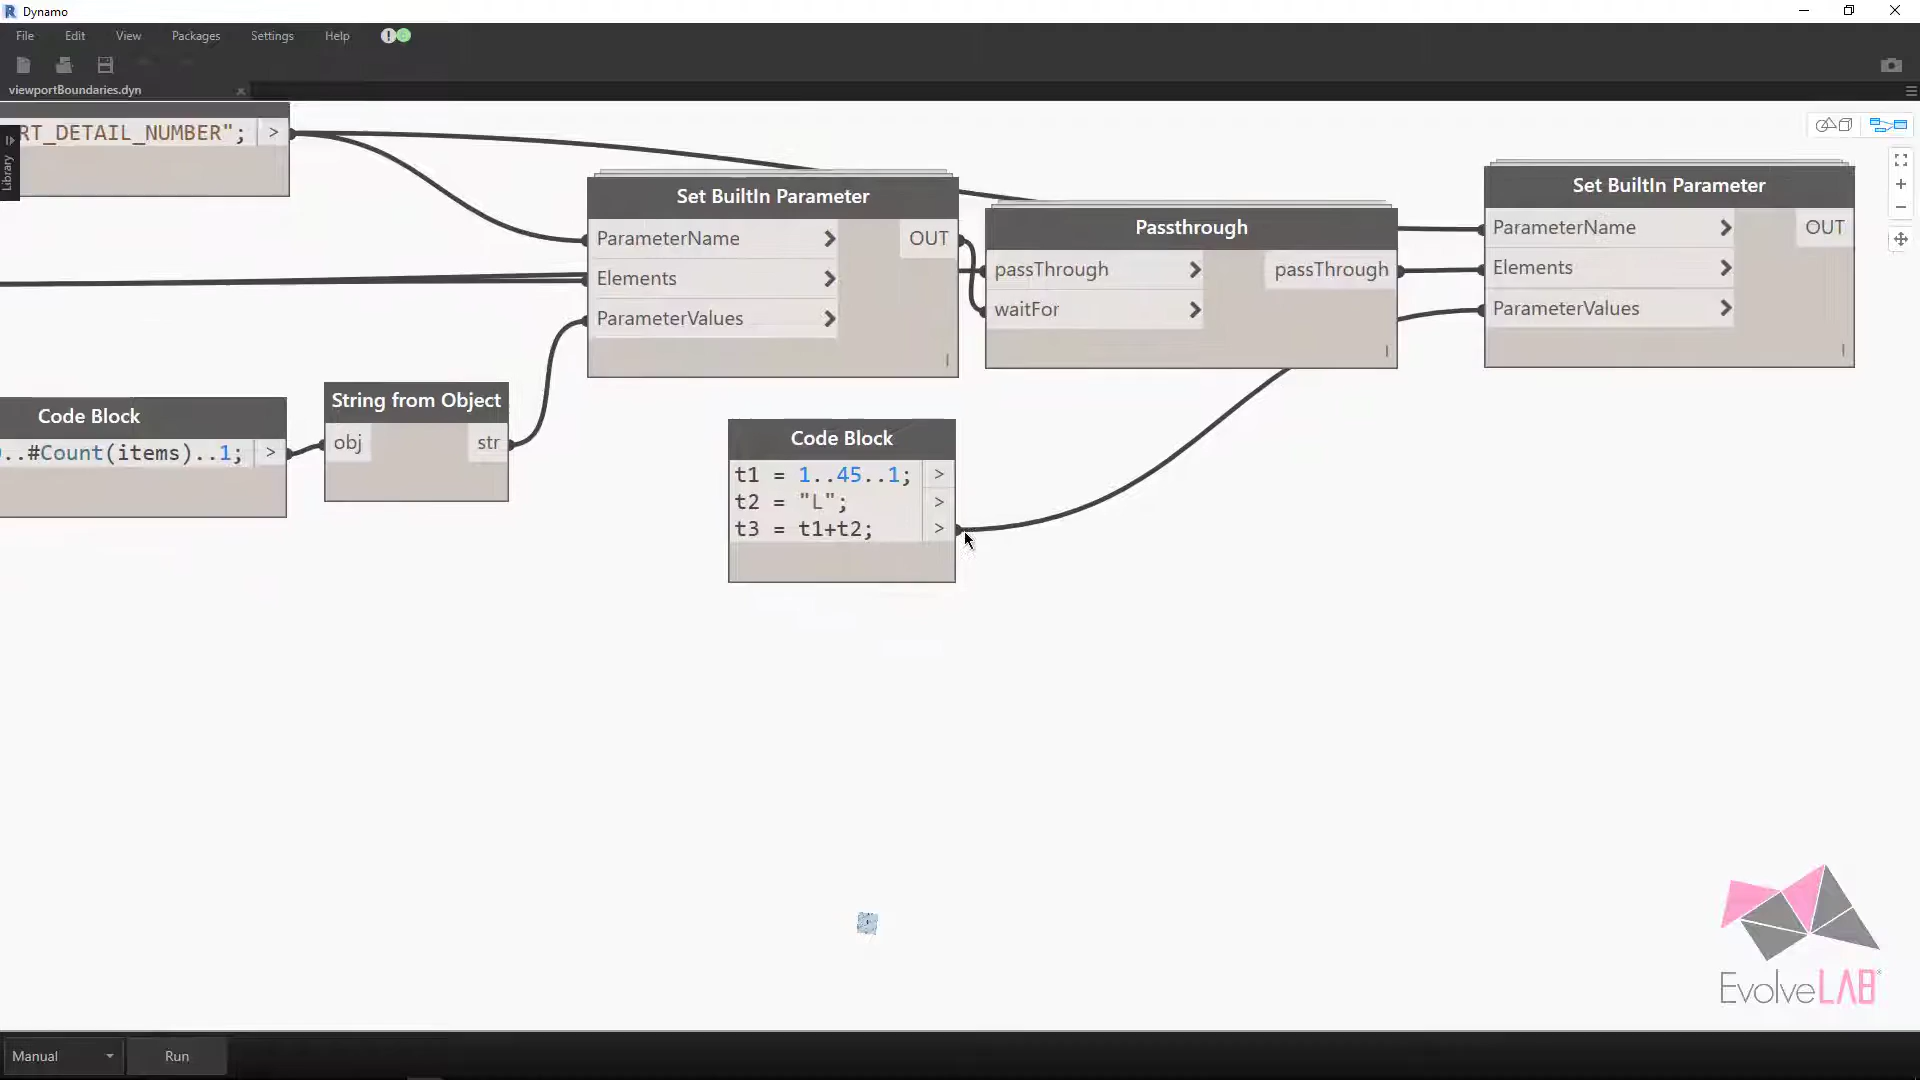 Dynamo
File Edit View Packages Settings Help
viewportBoundaries.dyn
Library
RT_DETAIL_NUMBER"; >
Set BuiltIn Parameter
ParameterName OUT
Elements
ParameterValues
Passthrough
passThrough passThrough
waitFor
Set BuiltIn Parameter
ParameterName OUT
Elements
ParameterValues
Code Block
..#Count(items)..1; >
String from Object
obj str
Code Block
t1 = 1..45..1; >
t2 = "L"; >
t3 = t1+t2; >
EvolveLAB
Manual Run